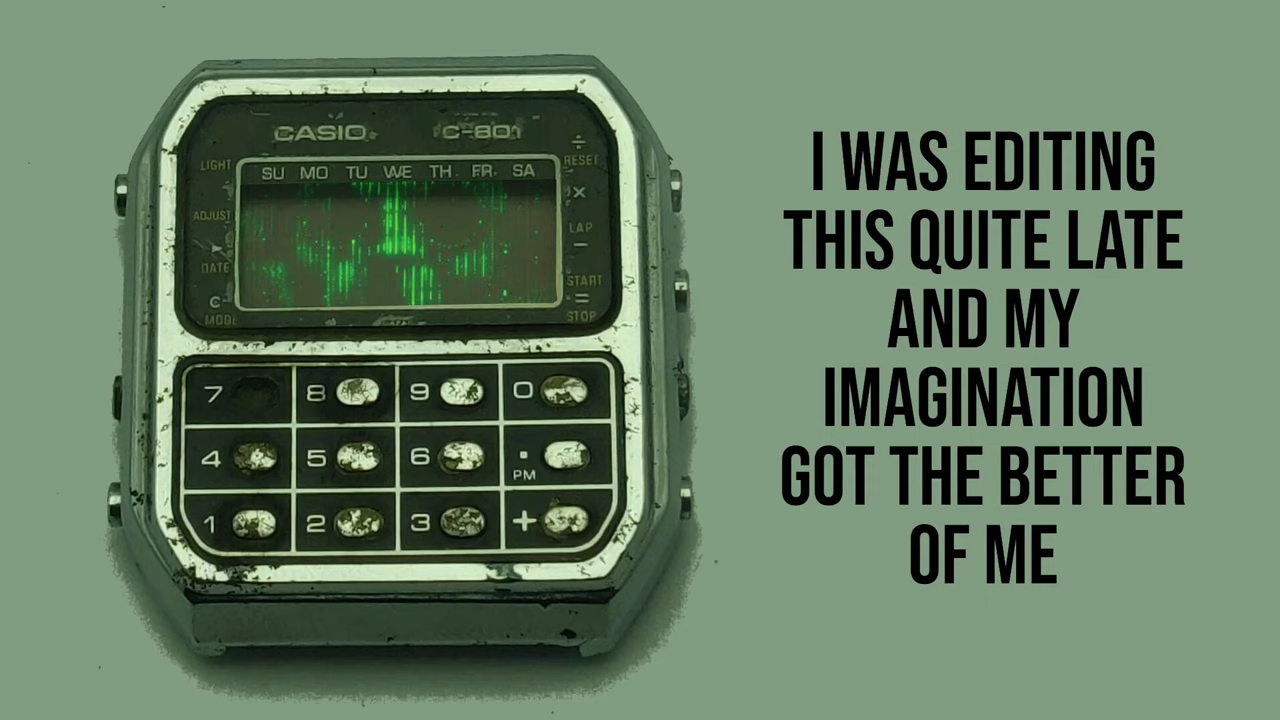 CASIO C-801
LIGHT
RESET
SU MO TU WE TH FR SA
ADJUST
LAP
DATE
START
C-
MODE
STOP
7 8 9 0
4 5 6 .
PM
1 2 3 +
I WAS EDITING
THIS QUITE LATE
AND MY
IMAGINATION
GOT THE BETTER
OF ME